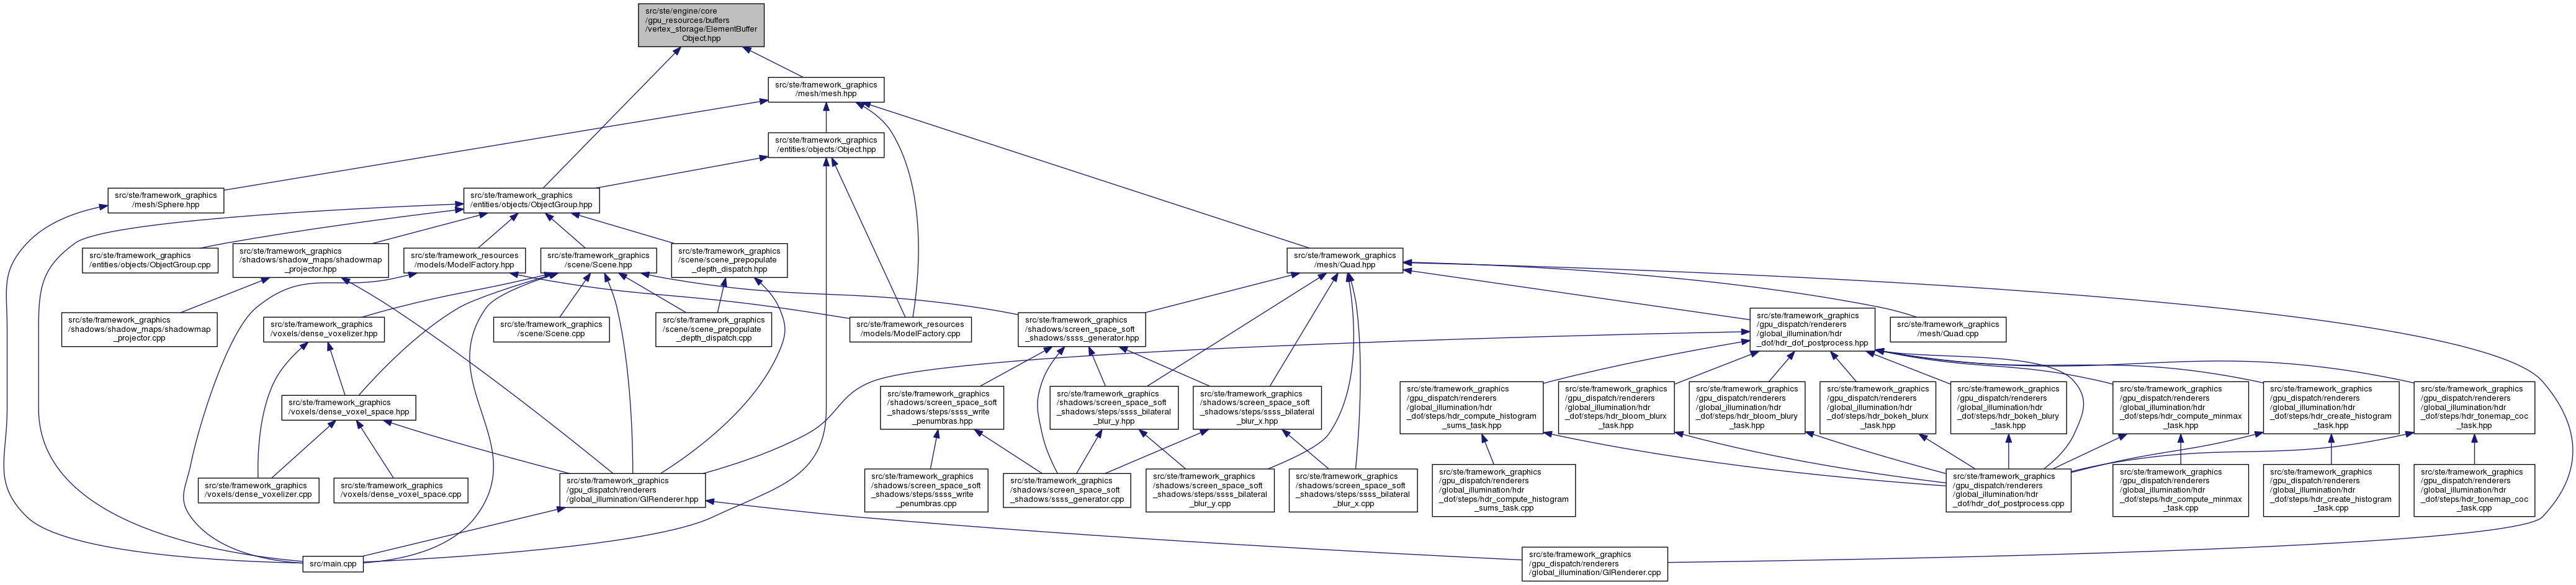 src/ste/engine/core
/gpu_resources/buffers
/vertex_storage/ElementBuffer
Object.hpp
src/ste/framework_graphics
/mesh/mesh.hpp
src/ste/framework_graphics
/entities/objects/Object.hpp
src/ste/framework_graphics
/mesh/Sphere.hpp
src/ste/framework_graphics
/entities/objects/ObjectGroup.hpp
src/ste/framework_graphics
/entities/objects/ObjectGroup.cpp
src/ste/framework_graphics
/shadows/shadow_maps/shadowmap
_projector.hpp
src/ste/framework_resources
/models/ModelFactory.hpp
src/ste/framework_graphics
/scene/Scene.hpp
src/ste/framework_graphics
/scene/scene_prepopulate
_depth_dispatch.hpp
src/ste/framework_graphics
/mesh/Quad.hpp
src/ste/framework_graphics
/shadows/shadow_maps/shadowmap
_projector.cpp
src/ste/framework_graphics
/voxels/dense_voxelizer.hpp
src/ste/framework_graphics
/scene/Scene.cpp
src/ste/framework_graphics
/scene/scene_prepopulate
_depth_dispatch.cpp
src/ste/framework_resources
/models/ModelFactory.cpp
src/ste/framework_graphics
/shadows/screen_space_soft
_shadows/ssss_generator.hpp
src/ste/framework_graphics
/gpu_dispatch/renderers
/global_illumination/hdr
_dof/hdr_dof_postprocess.hpp
src/ste/framework_graphics
/mesh/Quad.cpp
src/ste/framework_graphics
/voxels/dense_voxel_space.hpp
src/ste/framework_graphics
/shadows/screen_space_soft
_shadows/steps/ssss_write
_penumbras.hpp
src/ste/framework_graphics
/shadows/screen_space_soft
_shadows/steps/ssss_bilateral
_blur_y.hpp
src/ste/framework_graphics
/shadows/screen_space_soft
_shadows/steps/ssss_bilateral
_blur_x.hpp
src/ste/framework_graphics
/gpu_dispatch/renderers
/global_illumination/hdr
_dof/steps/hdr_compute_histogram
_sums_task.hpp
src/ste/framework_graphics
/gpu_dispatch/renderers
/global_illumination/hdr
_dof/steps/hdr_bloom_blurx
_task.hpp
src/ste/framework_graphics
/gpu_dispatch/renderers
/global_illumination/hdr
_dof/steps/hdr_bloom_blury
_task.hpp
src/ste/framework_graphics
/gpu_dispatch/renderers
/global_illumination/hdr
_dof/steps/hdr_bokeh_blurx
_task.hpp
src/ste/framework_graphics
/gpu_dispatch/renderers
/global_illumination/hdr
_dof/steps/hdr_bokeh_blury
_task.hpp
src/ste/framework_graphics
/gpu_dispatch/renderers
/global_illumination/hdr
_dof/steps/hdr_compute_minmax
_task.hpp
src/ste/framework_graphics
/gpu_dispatch/renderers
/global_illumination/hdr
_dof/steps/hdr_create_histogram
_task.hpp
src/ste/framework_graphics
/gpu_dispatch/renderers
/global_illumination/hdr
_dof/steps/hdr_tonemap_coc
_task.hpp
src/ste/framework_graphics
/voxels/dense_voxelizer.cpp
src/ste/framework_graphics
/voxels/dense_voxel_space.cpp
src/ste/framework_graphics
/gpu_dispatch/renderers
/global_illumination/GIRenderer.hpp
src/ste/framework_graphics
/shadows/screen_space_soft
_shadows/steps/ssss_write
_penumbras.cpp
src/ste/framework_graphics
/shadows/screen_space_soft
_shadows/ssss_generator.cpp
src/ste/framework_graphics
/shadows/screen_space_soft
_shadows/steps/ssss_bilateral
_blur_y.cpp
src/ste/framework_graphics
/shadows/screen_space_soft
_shadows/steps/ssss_bilateral
_blur_x.cpp
src/ste/framework_graphics
/gpu_dispatch/renderers
/global_illumination/hdr
_dof/steps/hdr_compute_histogram
_sums_task.cpp
src/ste/framework_graphics
/gpu_dispatch/renderers
/global_illumination/hdr
_dof/hdr_dof_postprocess.cpp
src/ste/framework_graphics
/gpu_dispatch/renderers
/global_illumination/hdr
_dof/steps/hdr_compute_minmax
_task.cpp
src/ste/framework_graphics
/gpu_dispatch/renderers
/global_illumination/hdr
_dof/steps/hdr_create_histogram
_task.cpp
src/ste/framework_graphics
/gpu_dispatch/renderers
/global_illumination/hdr
_dof/steps/hdr_tonemap_coc
_task.cpp
src/main.cpp
src/ste/framework_graphics
/gpu_dispatch/renderers
/global_illumination/GIRenderer.cpp